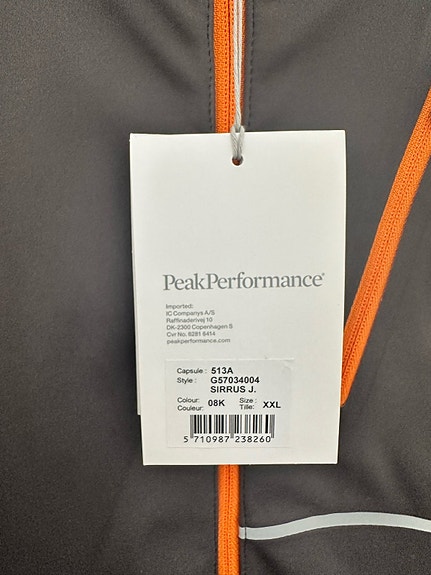 PeakPerformance®
Imported:
IC Companys A/S
Raffinaderivej 10
DK-2300 Copenhagen S
Cvr No. 6281 6414
peakperformance.com
Capsule : 513A
Style : G57034004
SIRRUS J.
Colour: 08K Size : XXL
Couleur: Tille:
5 710987 238260